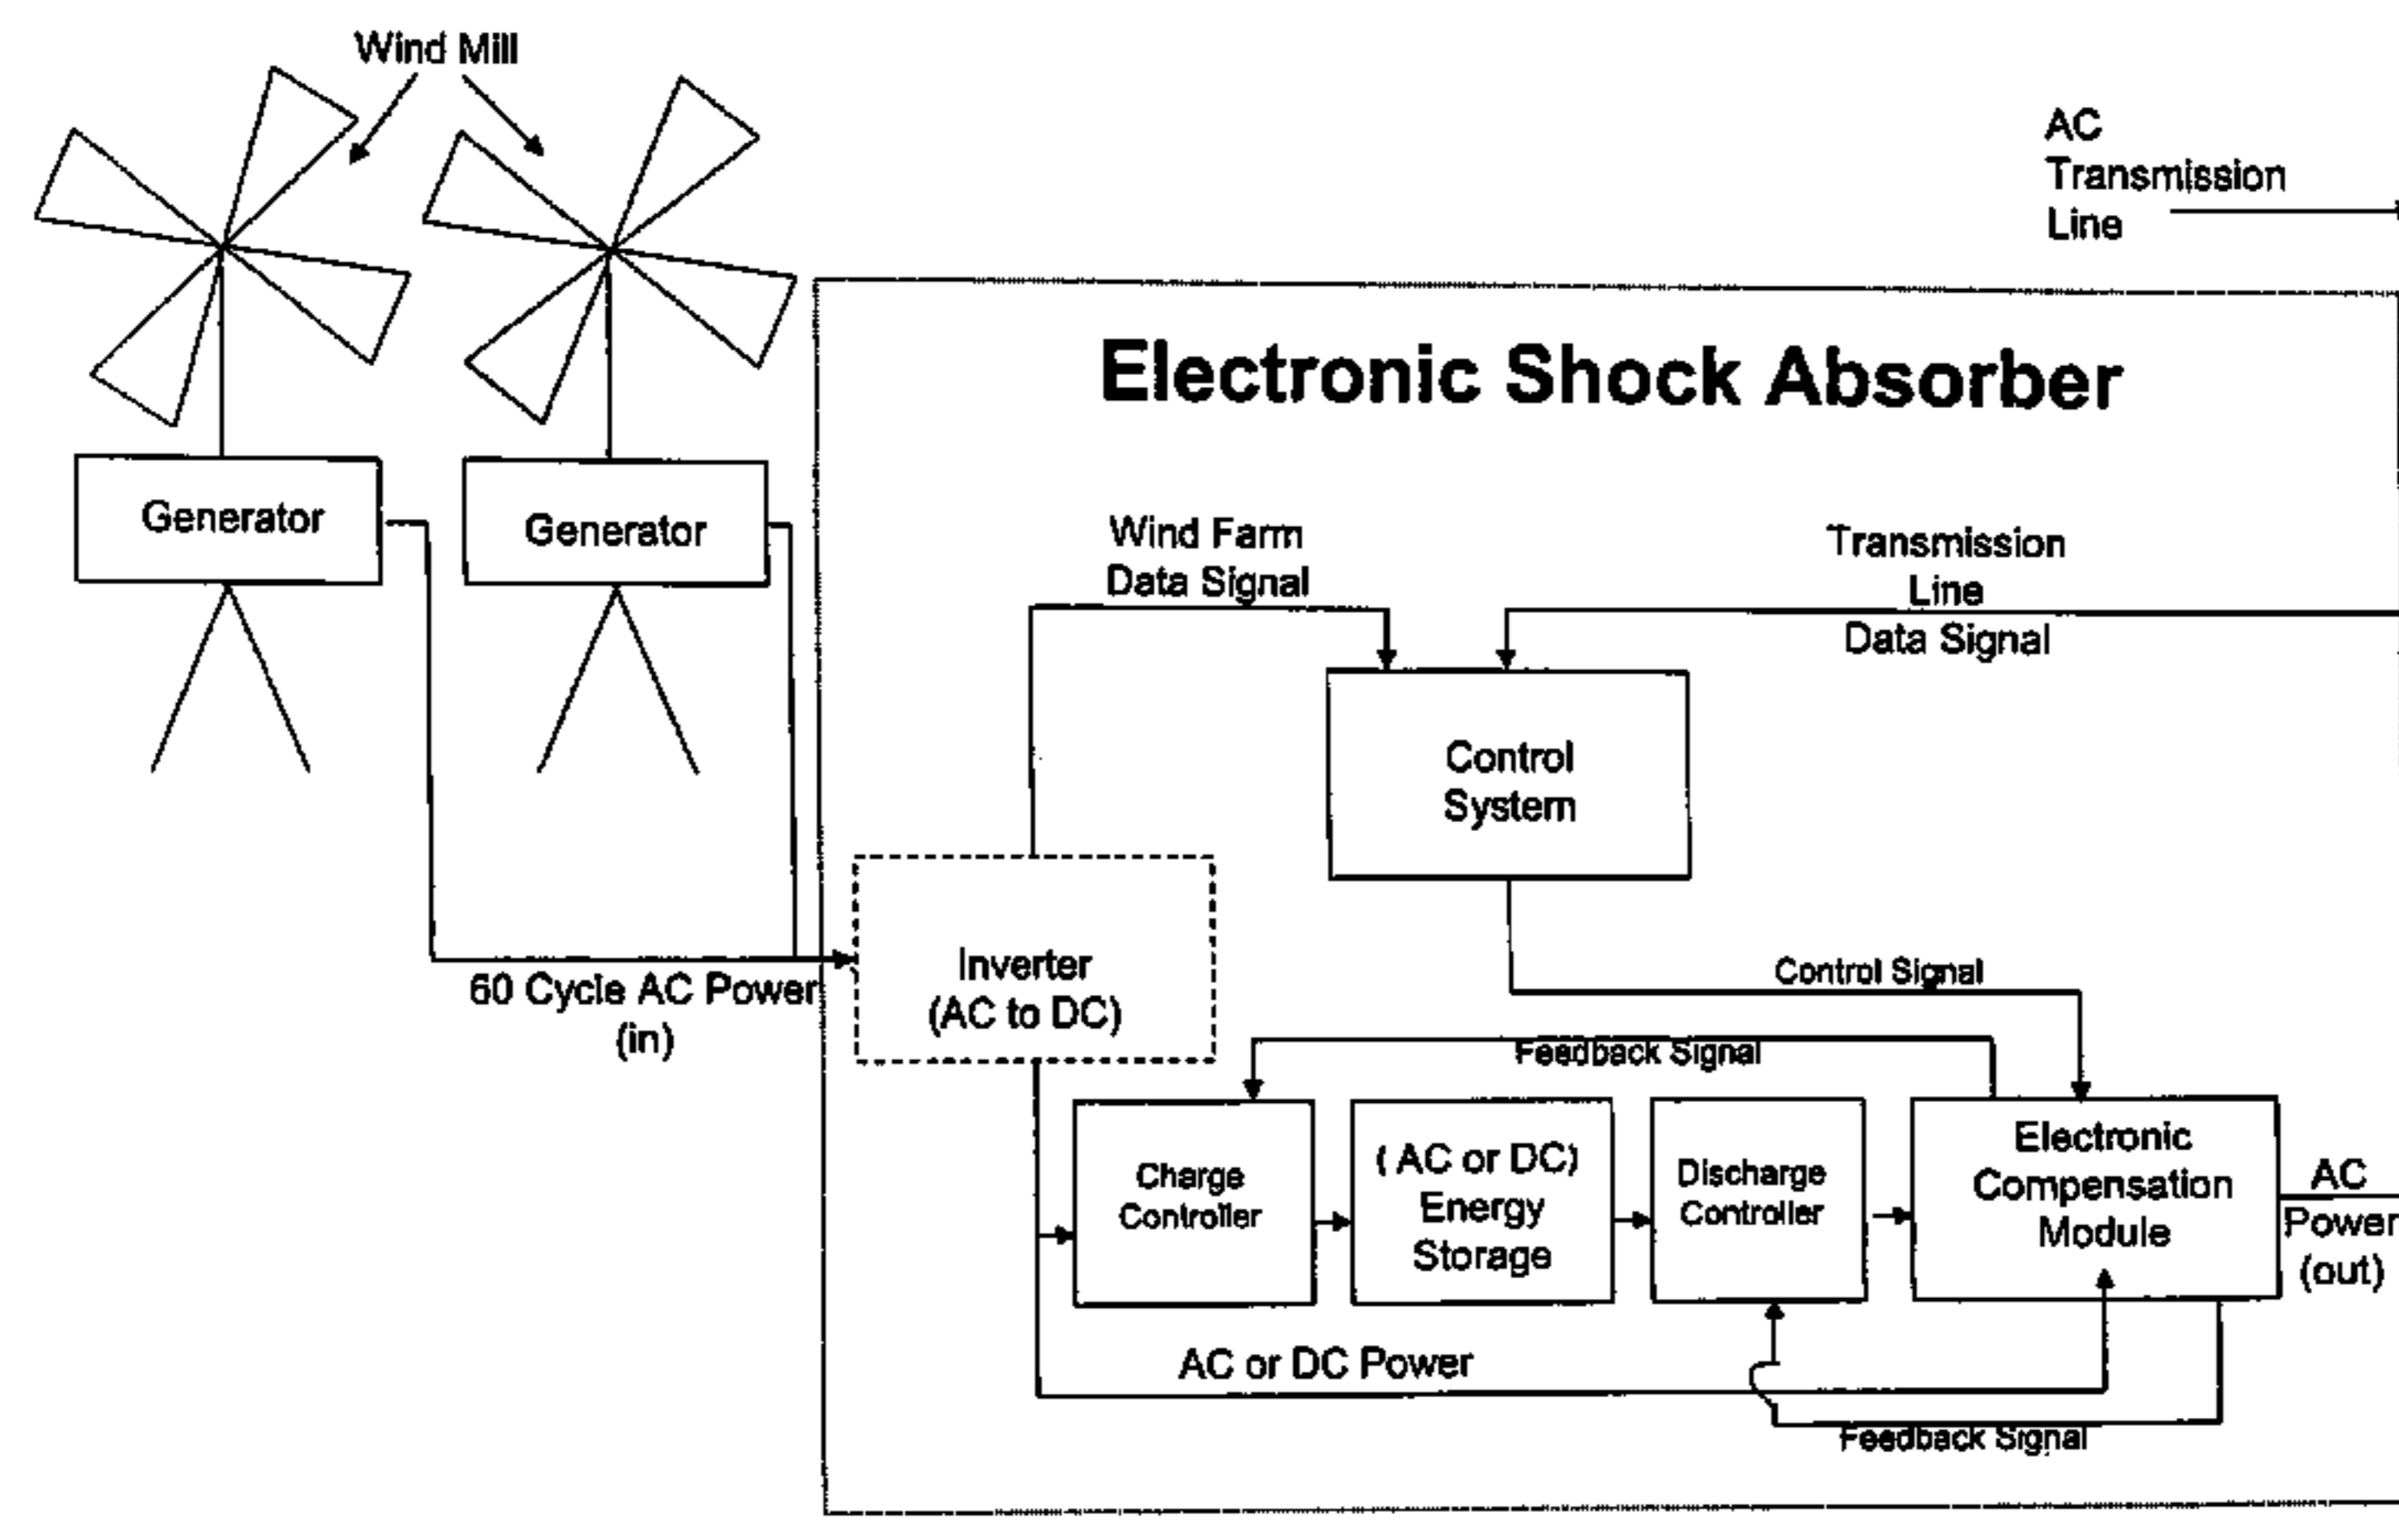 Wind Mill
AC
Transmission
Line
Electronic Shock Absorber
Generator
Generator
Wind Farm
Data Signal
Transmission
Line
Data Signal
Control
System
Inverter
(AC to DC)
60 Cycle AC Power
(in)
Control Signal
Feedback Signal
Charge
Controller
( AC or DC)
Energy
Storage
Discharge
Controller
Electronic
Compensation
Module
AC
Power
(out)
AC or DC Power
Feedback Signal